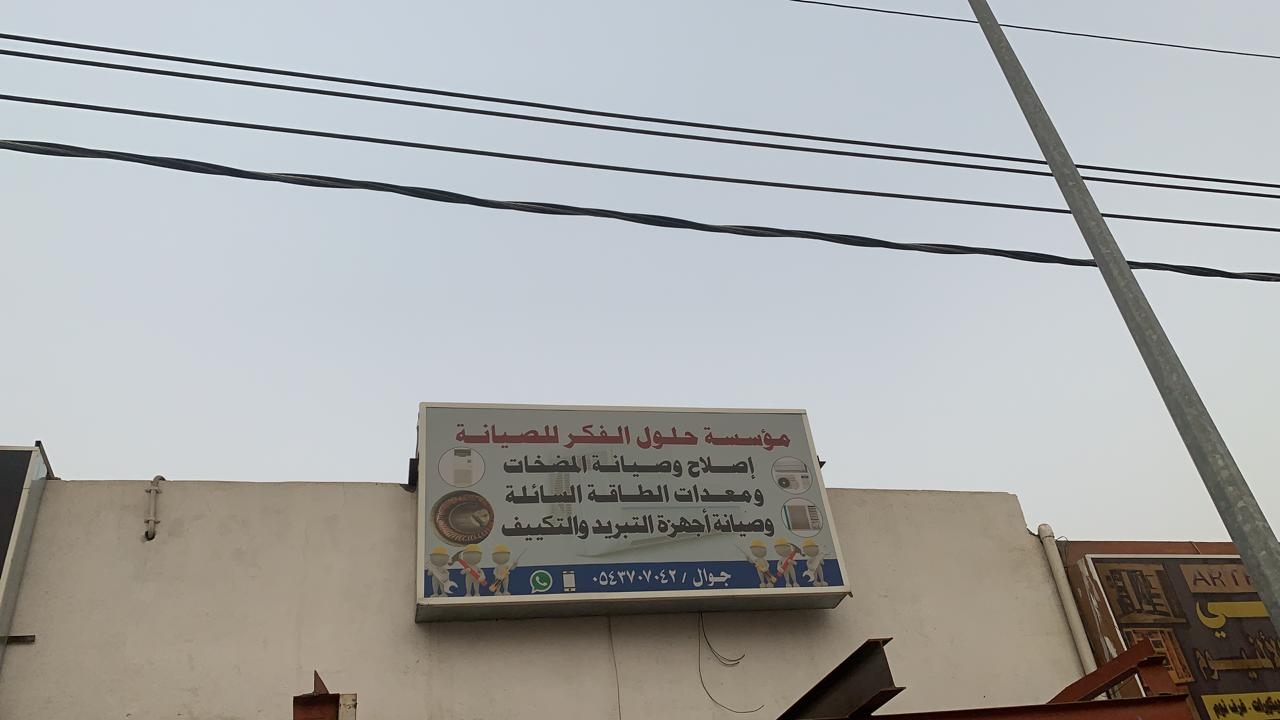 مؤسسة حلول الفكر للصيانة
إصلاح وصيانة المضخات
ومعدات الطاقة السائلة
وصيانة أجهزة التبريد والتكييف
جوال / ٠٥٤٣٧٠٧٠٤٢